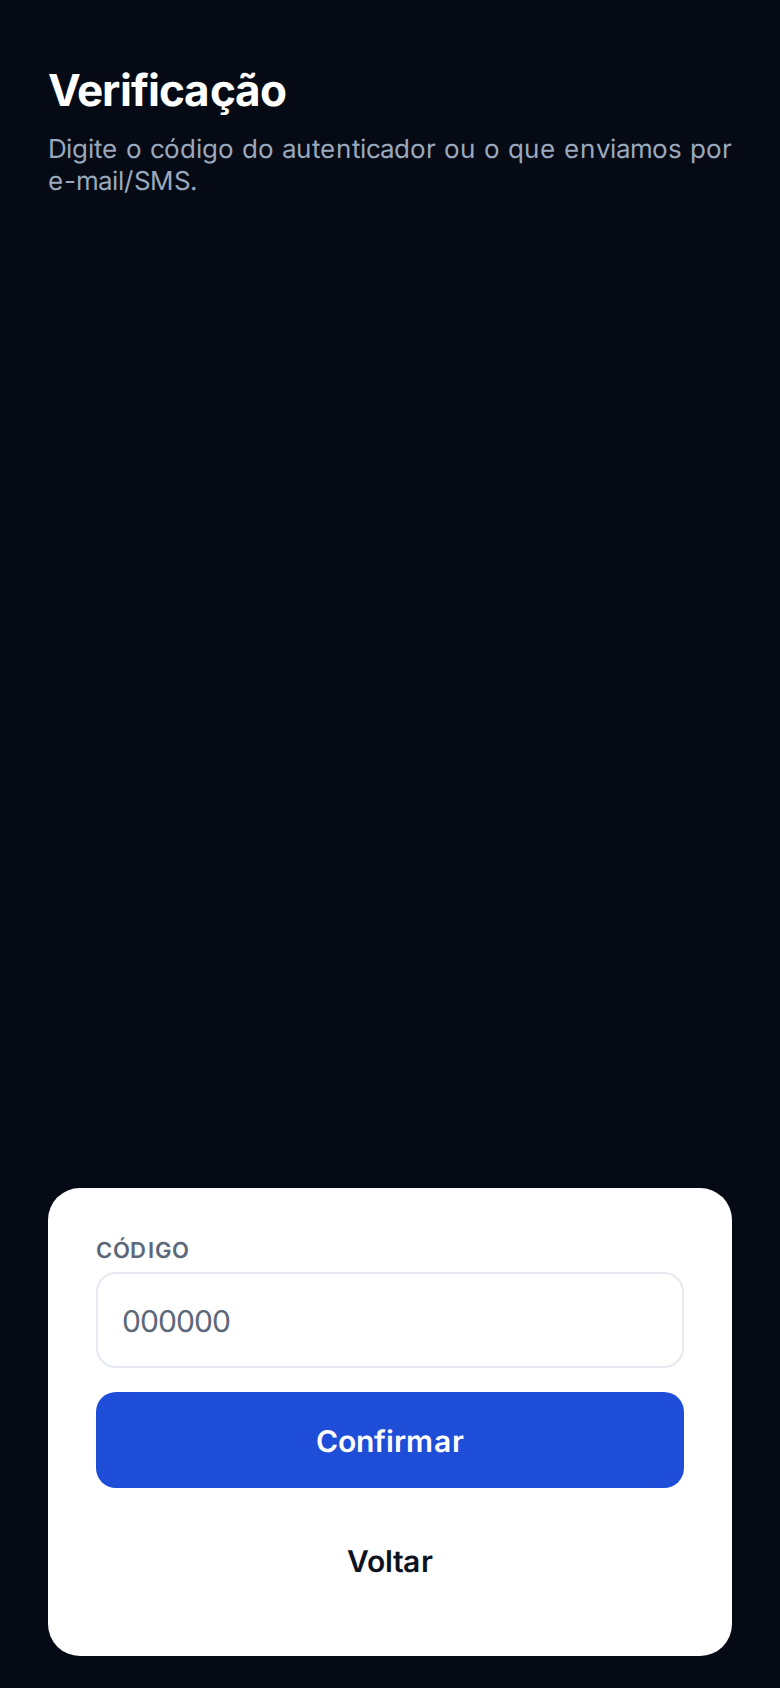 Verificação
Digite o código do autenticador ou o que enviamos por
e-mail/SMS.
CÓDIGO
000000
Confirmar
Voltar